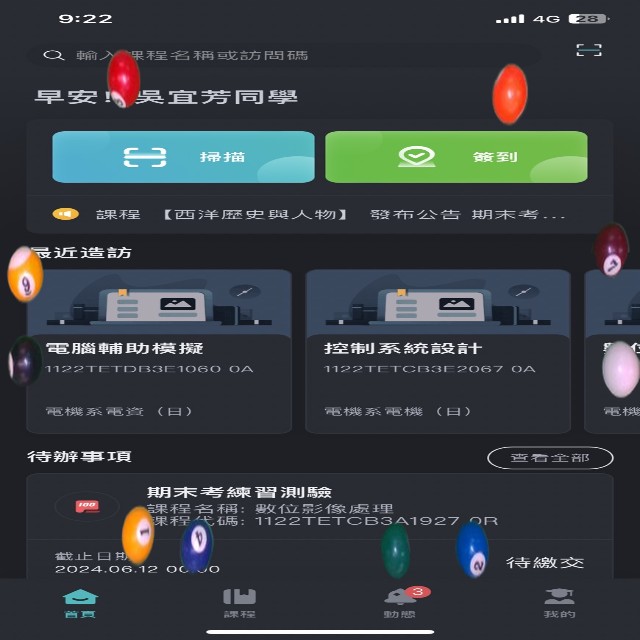 9:22 4G 28
輸入課程名稱或訪問碼
早安! 吳宜芳同學
掃描 簽到
課程 【西洋歷史與人物】 發布公告 期末考...
最近造訪
電腦輔助模擬 控制系統設計
1122TETDB3E1060 0A 1122TETCB3E2067 0A
電機系電資（日） 電機系電機（日） 電機
待辦事項 查看全部
期末考練習測驗
100
課程名稱: 數位影像處理
課程代碼: 1122TETCB3A1927 0R
截止日期
2024.06.12 00:00
待繳交
3
首頁 課程 動態 我的